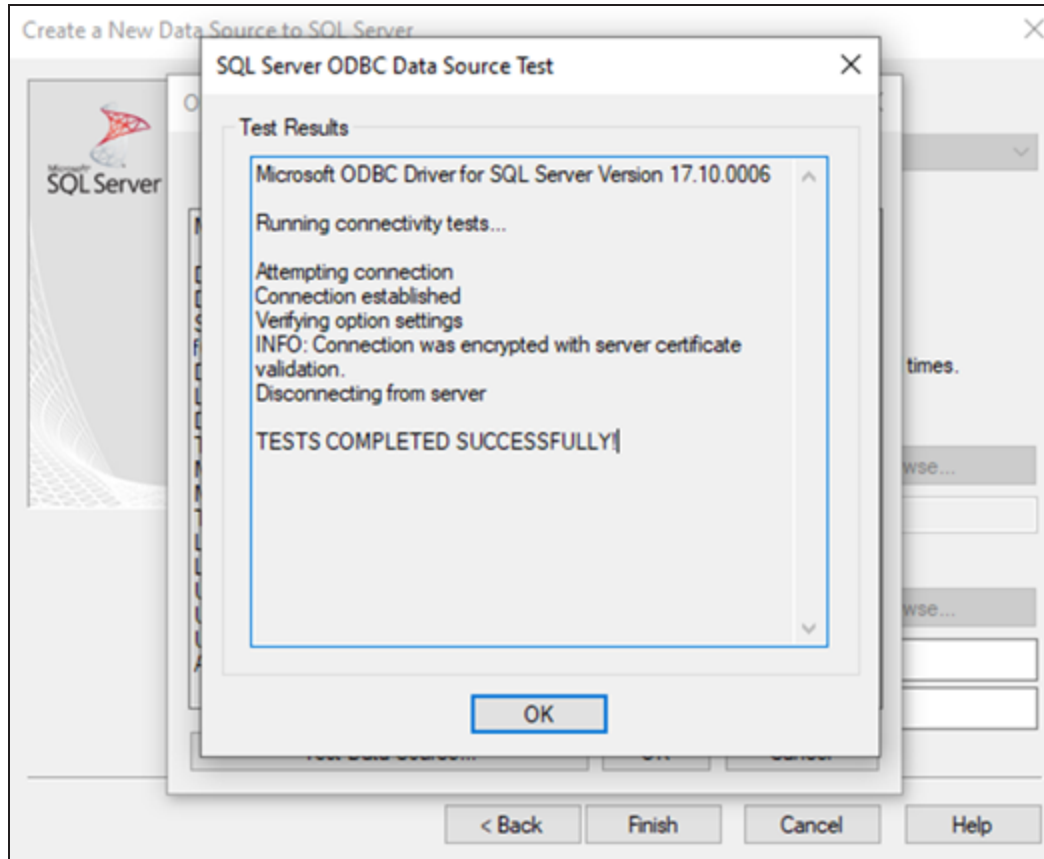 Create a New Data Source to SQL Server
SQL Server ODBC Data Source Test
Test Results
Microsoft ODBC Driver for SQL Server Version 17.10.0006
Running connectivity tests...
Attempting connection
Connection established
Verifying option settings
INFO: Connection was encrypted with server certificate
validation.
Disconnecting from server
TESTS COMPLETED SUCCESSFULLY!
OK
Microsoft
SQL Server
times.
wse...
wse...
< Back
Finish
Cancel
Help